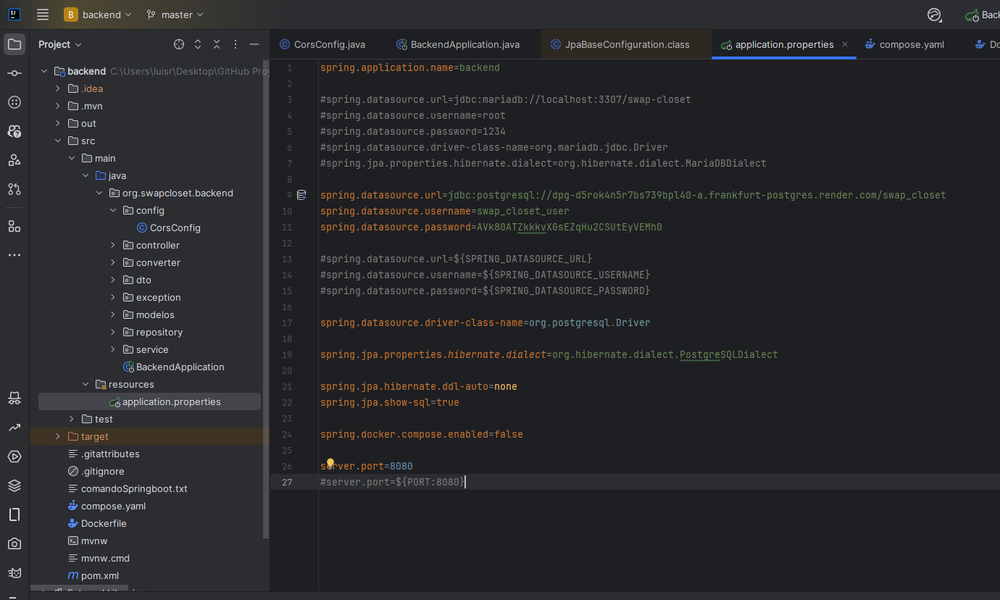 backend
master
Back
Project
CorsConfig.java
BackendApplication.java
JpaBaseConfiguration.class
application.properties
compose.yaml
Do
backend C:\Users\luisr\Desktop\GitHub Proy
.idea
.mvn
out
src
main
java
org.swapcloset.backend
config
CorsConfig
controller
converter
dto
exception
modelos
repository
service
BackendApplication
resources
application.properties
test
target
.gitattributes
.gitignore
comandoSpringboot.txt
compose.yaml
Dockerfile
mvnw
mvnw.cmd
pom.xml
1 spring.application.name=backend
2
3 #spring.datasource.url=jdbc:mariadb://localhost:3307/swap-closet
4 #spring.datasource.username=root
5 #spring.datasource.password=1234
6 #spring.datasource.driver-class-name=org.mariadb.jdbc.Driver
7 #spring.jpa.properties.hibernate.dialect=org.hibernate.dialect.MariaDBDialect
8
9 spring.datasource.url=jdbc:postgresql://dpg-d5rok4n5r7bs739bpl40-a.frankfurt-postgres.render.com/swap_closet
10 spring.datasource.username=swap_closet_user
11 spring.datasource.password=AVk80ATZkkkvXGsEZqHu2CSUtEyVEMh0
12
13 #spring.datasource.url=${SPRING_DATASOURCE_URL}
14 #spring.datasource.username=${SPRING_DATASOURCE_USERNAME}
15 #spring.datasource.password=${SPRING_DATASOURCE_PASSWORD}
16
17 spring.datasource.driver-class-name=org.postgresql.Driver
18
19 spring.jpa.properties.hibernate.dialect=org.hibernate.dialect.PostgreSQLDialect
20
21 spring.jpa.hibernate.ddl-auto=none
22 spring.jpa.show-sql=true
23
24 spring.docker.compose.enabled=false
25
26 server.port=8080
27 #server.port=${PORT:8080}